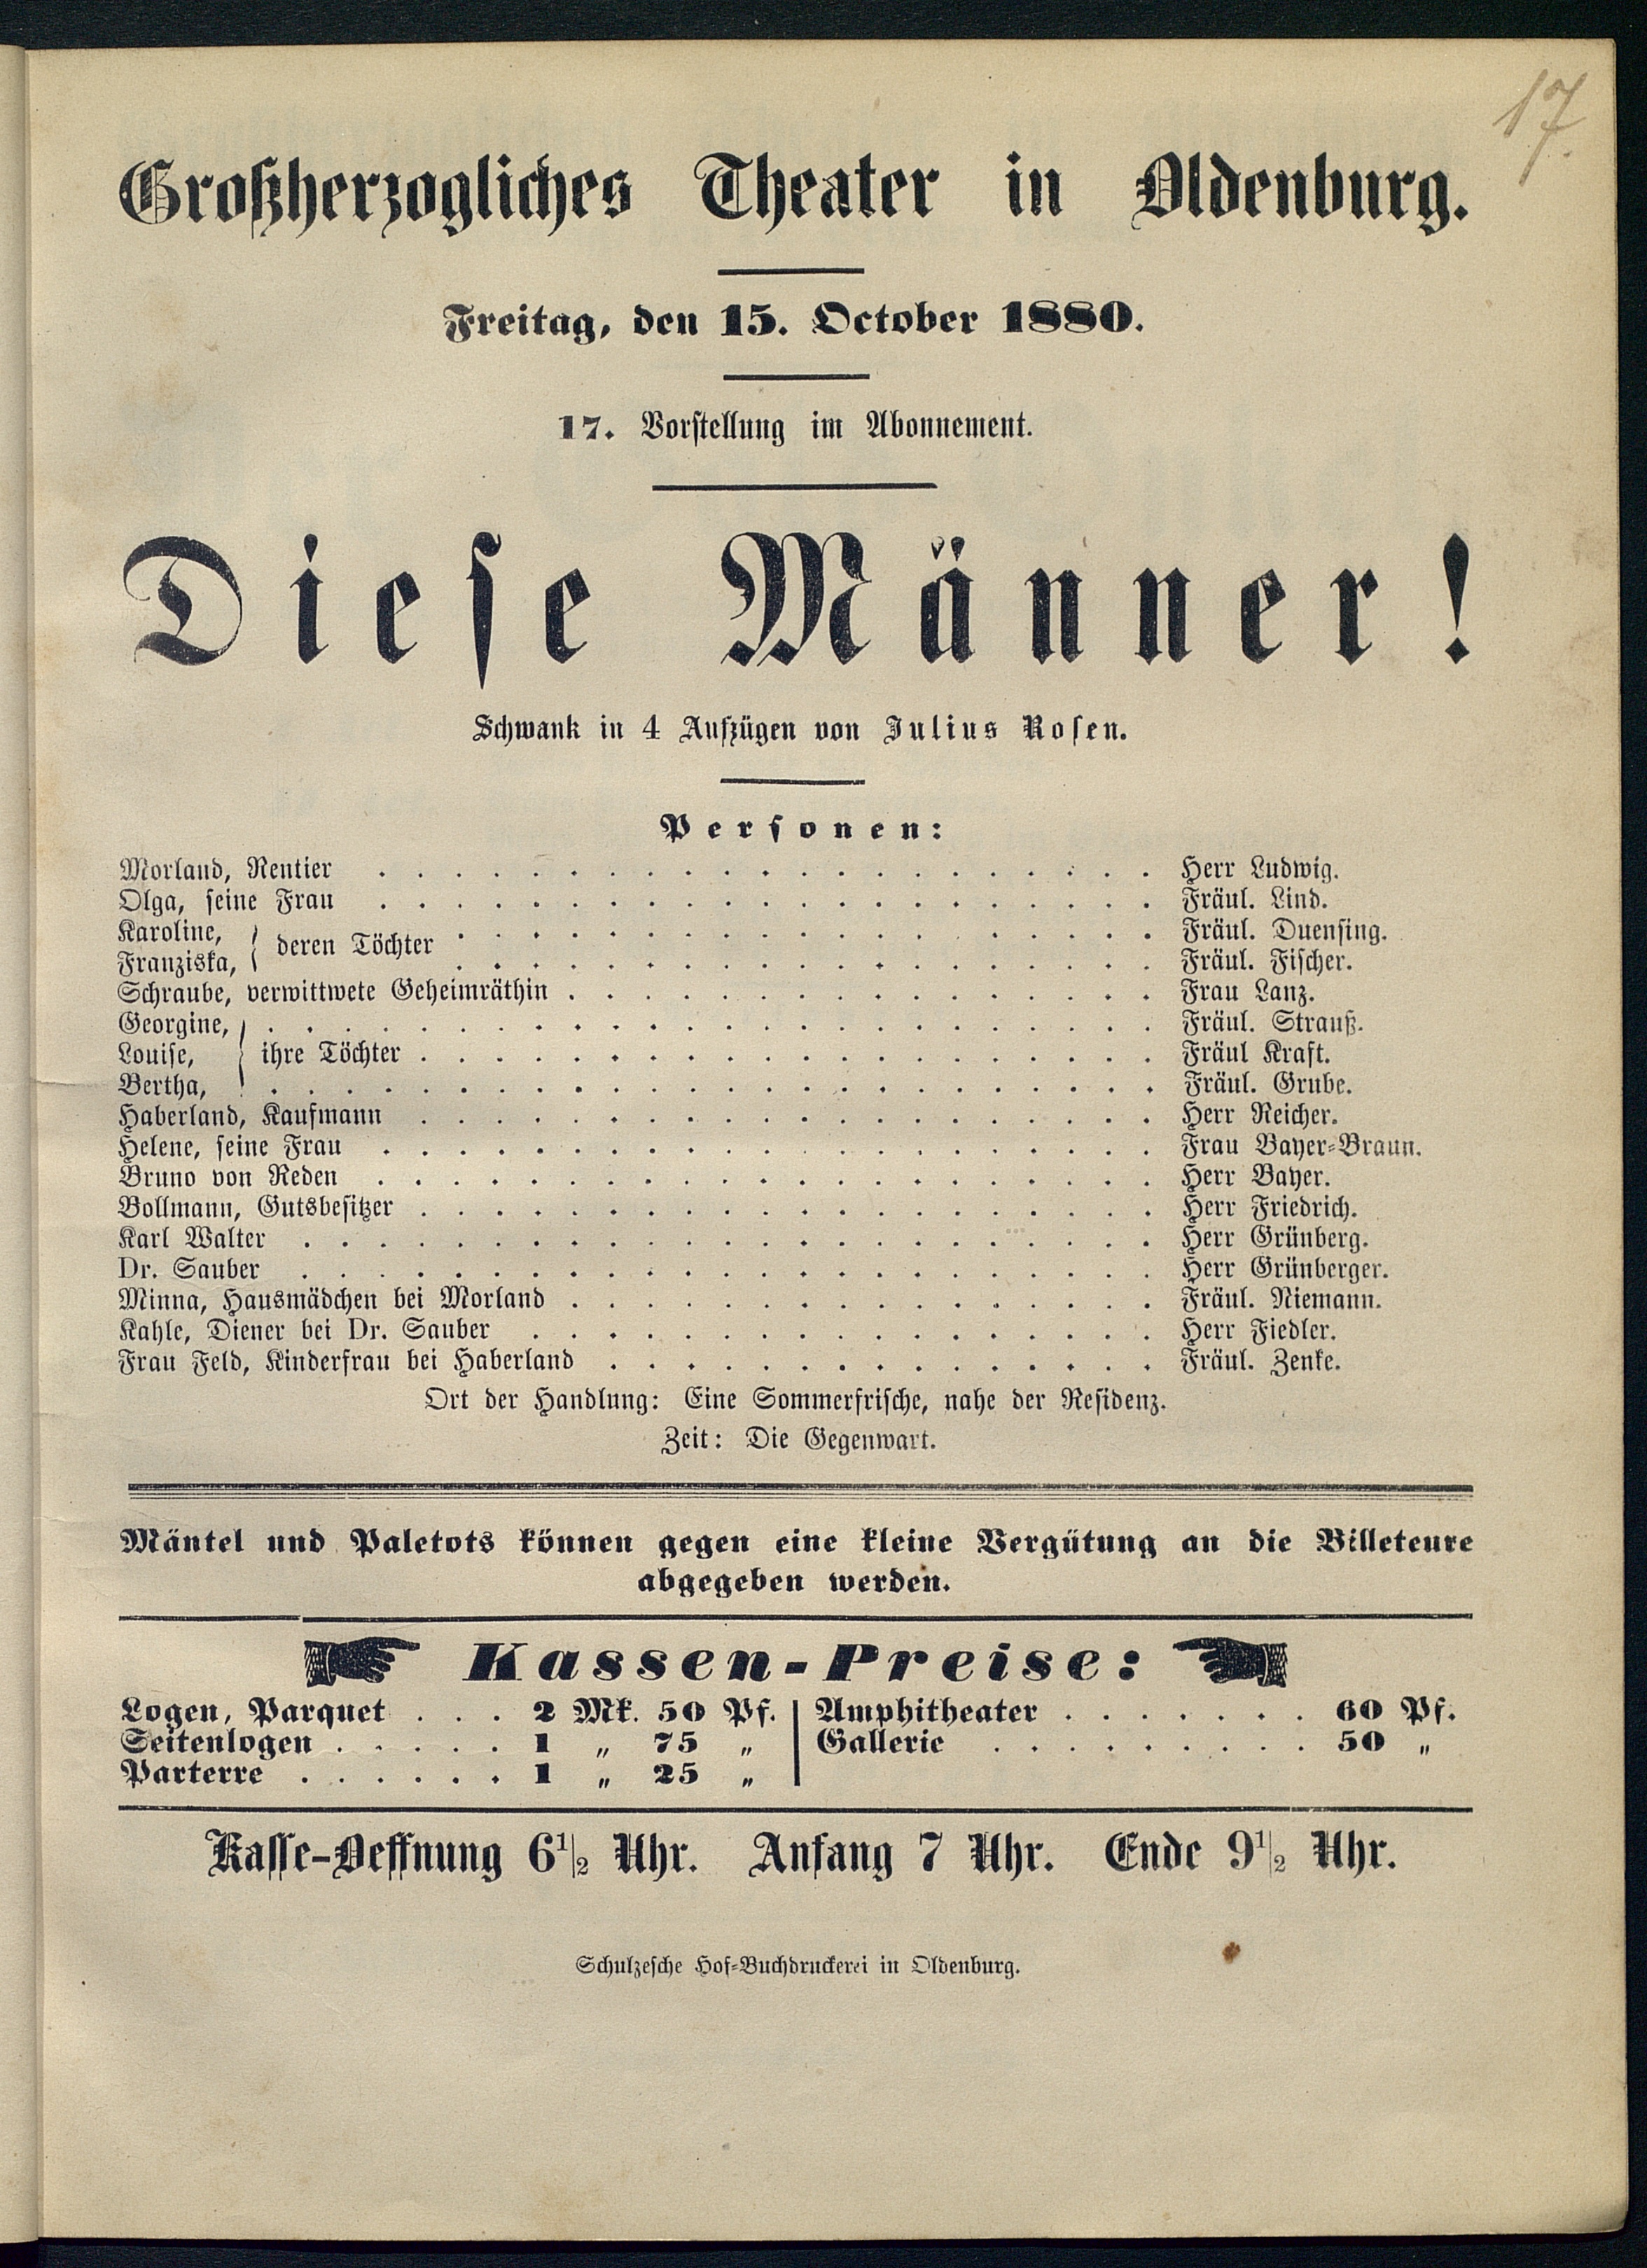 17.
Großherzogliches Theater in Oldenburg.
Freitag, den 15. October 1880.
17. Vorstellung im Abonnement.
Diese Männer!
Schwank in 4 Aufzügen von Julius Rosen.
Personen:
Morland, Rentier . . . . . . . . . . . . . . . . . . . . . Herr Ludwig.
Olga, seine Frau . . . . . . . . . . . . . . . . . . . . . Fräul. Lind.
Karoline, } deren Töchter . . . . . . . . . . . . . . . . . . Fräul. Duensing.
Franziska, . . . . . . . . . . . . . . . . . . . Fräul. Fischer.
Schraube, verwittwete Geheimräthin . . . . . . . . . . . . . . . . Frau Lanz.
Georgine, . . . . . . . . . . . . . . . . . . . . . . . . Fräul. Strauß.
Louise, } ihre Töchter . . . . . . . . . . . . . . . . . . . . Fräul Kraft.
Bertha, . . . . . . . . . . . . . . . . . . . . . . . . Fräul. Grube.
Haberland, Kaufmann . . . . . . . . . . . . . . . . . . . . Herr Reicher.
Helene, seine Frau . . . . . . . . . . . . . . . . . . . . . Frau Bayer-Braun.
Bruno von Reden . . . . . . . . . . . . . . . . . . . . . Herr Bayer.
Bollmann, Gutsbesitzer . . . . . . . . . . . . . . . . . . . . Herr Friedrich.
Karl Walter . . . . . . . . . . . . . . . . . . . . . . . Herr Grünberg.
Dr. Sauber . . . . . . . . . . . . . . . . . . . . . . . Herr Grünberger.
Minna, Hausmädchen bei Morland . . . . . . . . . . . . . . . . Fräul. Niemann.
Kahle, Diener bei Dr. Sauber . . . . . . . . . . . . . . . . . Herr Fiedler.
Frau Feld, Kinderfrau bei Haberland . . . . . . . . . . . . . . . Fräul. Zenke.
Ort der Handlung: Eine Sommerfrische, nahe der Residenz.
Zeit: Die Gegenwart.
Mäntel und Paletots können gegen eine kleine Vergütung an die Billeteure
abgegeben werden.
Kassen-Preise:
Logen, Parquet . . . 2 Mk. 50 Pf. | Amphitheater . . . . . . . 60 Pf.
Seitenlogen . . . . . 1 „ 75 „ | Gallerie . . . . . . . . . 50 „
Parterre . . . . . . 1 „ 25 „
Kasse-Oeffnung 6½ Uhr. Anfang 7 Uhr. Ende 9½ Uhr.
Schulzesche Hof-Buchdruckerei in Oldenburg.